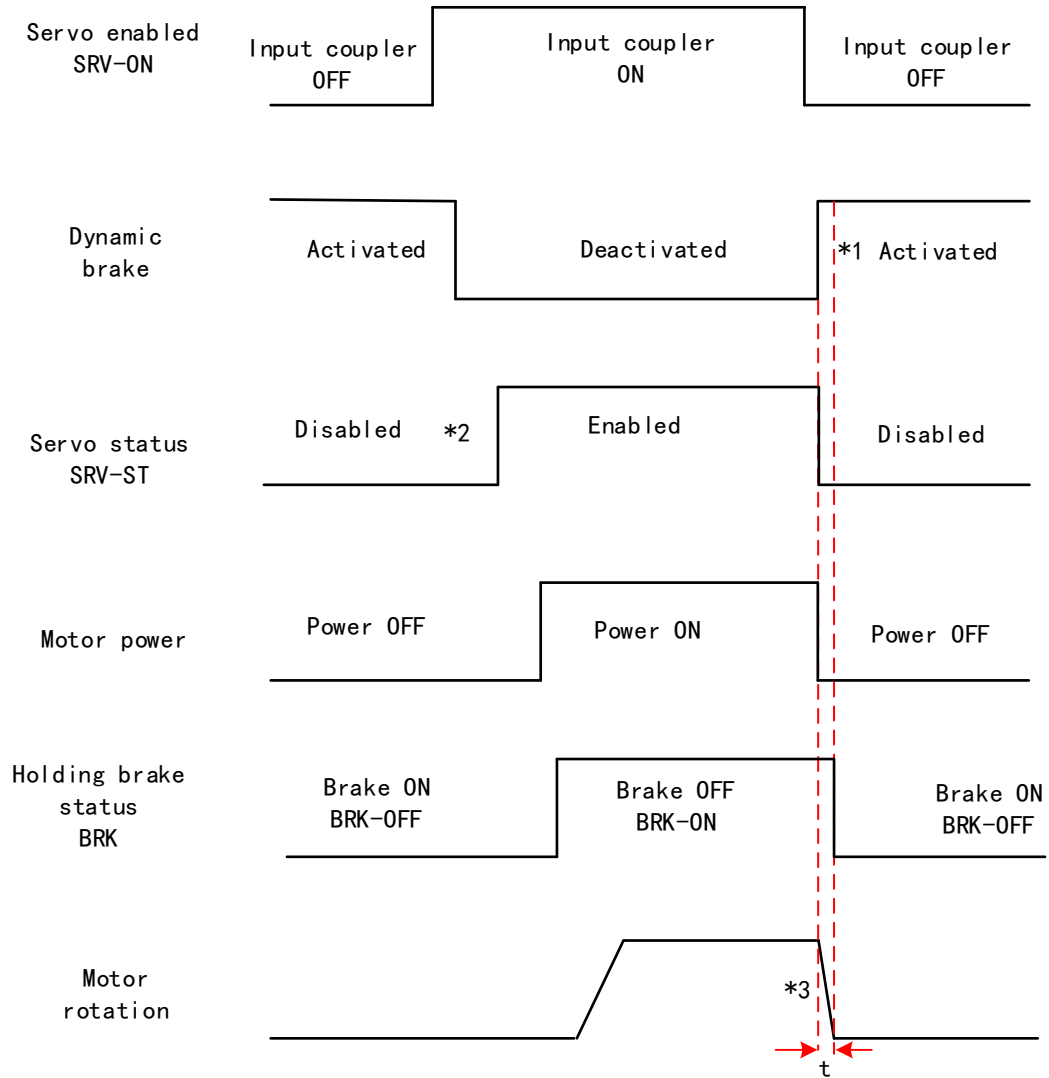 Servo enabled
SRV-ON
Input coupler
OFF
Input coupler
ON
Input coupler
OFF
Dynamic
brake
Activated
Deactivated
*1 Activated
Servo status
SRV-ST
Disabled
*2
Enabled
Disabled
Motor power
Power OFF
Power ON
Power OFF
Holding brake
status
BRK
Brake ON
BRK-OFF
Brake OFF
BRK-ON
Brake ON
BRK-OFF
Motor
rotation
*3
t